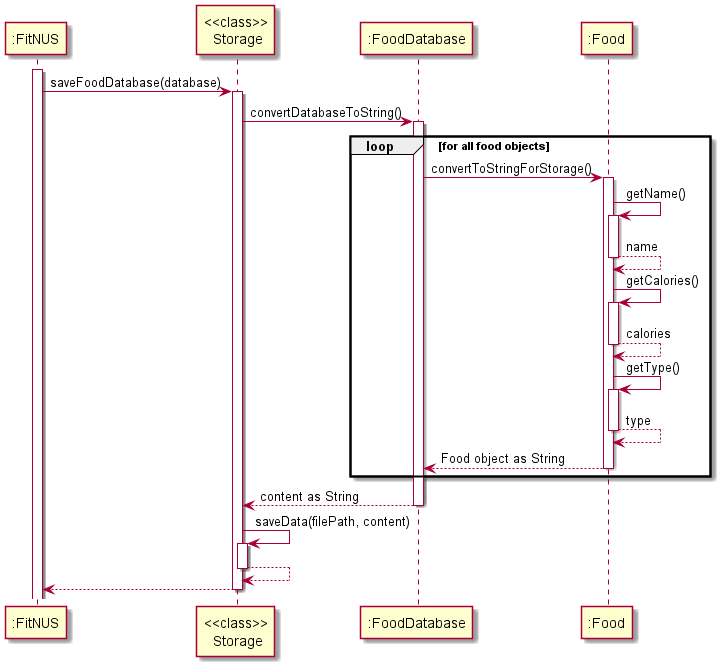 :FitNUS
<<class>>
Storage
:FoodDatabase
:Food
saveFoodDatabase(database)
convertDatabaseToString()
loop
[for all food objects]
convertToStringForStorage()
getName()
name
getCalories()
calories
getType()
type
Food object as String
content as String
saveData(filePath, content)
:FitNUS
<<class>>
Storage
:FoodDatabase
:Food